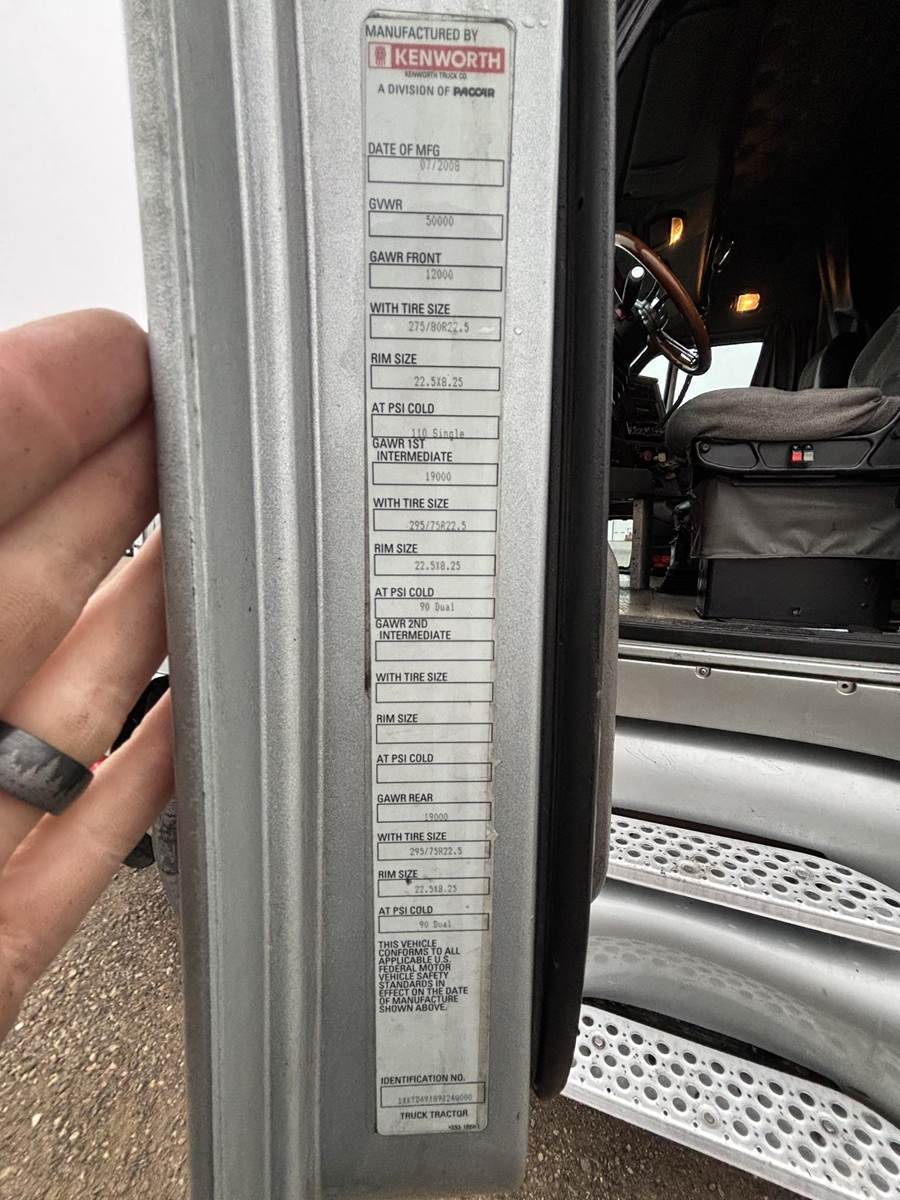 MANUFACTURED BY
KENWORTH
KENWORTH TRUCK CO.
A DIVISION OF PACCAR
DATE OF MFG
07/2008
GVWR
50000
GAWR FRONT
12000
WITH TIRE SIZE
275/80R22.5
RIM SIZE
22.5X8.25
AT PSI COLD
110 Single
GAWR 1ST
INTERMEDIATE
19000
WITH TIRE SIZE
295/75R22.5
RIM SIZE
22.5X8.25
AT PSI COLD
90 Dual
GAWR 2ND
INTERMEDIATE
WITH TIRE SIZE
RIM SIZE
AT PSI COLD
GAWR REAR
19000
WITH TIRE SIZE
295/75R22.5
RIM SIZE
22.5X8.25
AT PSI COLD
90 Dual
THIS VEHICLE
CONFORMS TO ALL
APPLICABLE U.S.
FEDERAL MOTOR
VEHICLE SAFETY
STANDARDS IN
EFFECT ON THE DATE
OF MANUFACTURE
SHOWN ABOVE.
IDENTIFICATION NO.
TRUCK TRACTOR